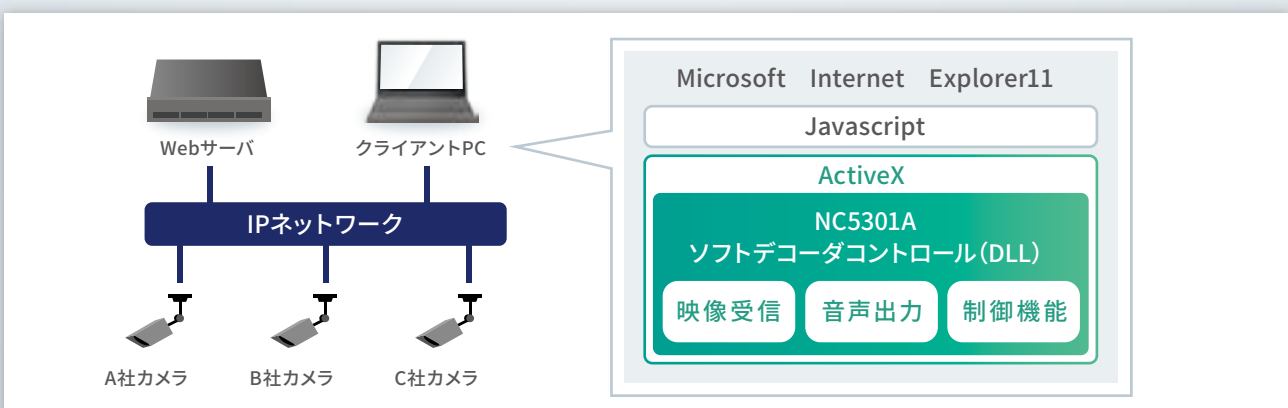 Webサーバ
クライアントPC
IPネットワーク
A社カメラ
B社カメラ
C社カメラ
Microsoft Internet Explorer11
Javascript
ActiveX
NC5301A
ソフトデコーダコントロール(DLL)
映像受信
音声出力
制御機能